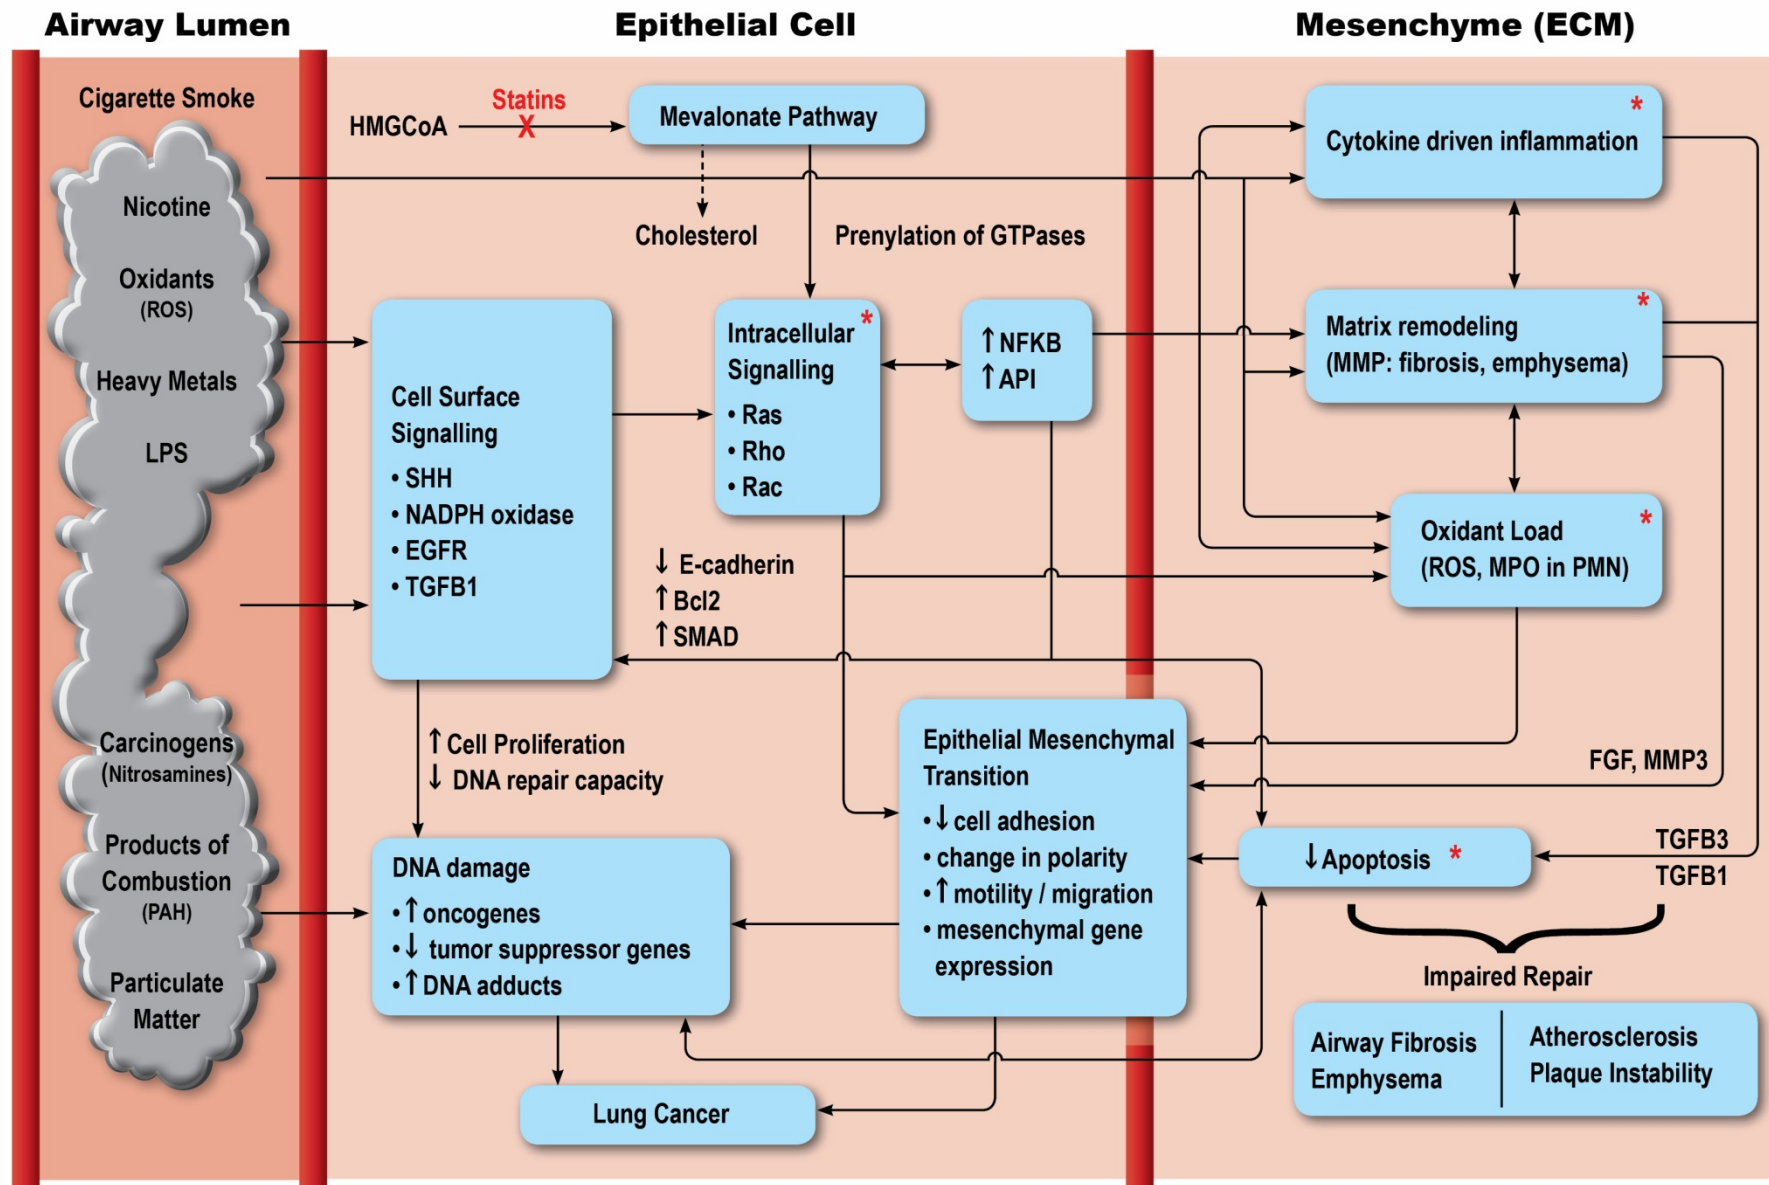 Airway Lumen
Epithelial Cell
Mesenchyme (ECM)
Cigarette Smoke
Nicotine
Oxidants
(ROS)
Heavy Metals
LPS
Carcinogens
(Nitrosamines)
Products of
Combustion
(PAH)
Particulate
Matter
HMGCoA
Statins
X
Mevalonate Pathway
Cholesterol
Prenylation of GTPases
Cell Surface
Signalling
• SHH
• NADPH oxidase
• EGFR
• TGFB1
Intracellular *
Signalling
• Ras
• Rho
• Rac
↑ NFKB
↑ API
↓ E-cadherin
↑ Bcl2
↑ SMAD
↑ Cell Proliferation
↓ DNA repair capacity
DNA damage
• ↑ oncogenes
• ↓ tumor suppressor genes
• ↑ DNA adducts
Lung Cancer
Epithelial Mesenchymal
Transition
• ↓ cell adhesion
• change in polarity
• ↑ motility / migration
• mesenchymal gene
expression
*
Cytokine driven inflammation
*
Matrix remodeling
(MMP: fibrosis, emphysema)
*
Oxidant Load
(ROS, MPO in PMN)
FGF, MMP3
↓ Apoptosis *
TGFB3
TGFB1
Impaired Repair
Airway Fibrosis
Emphysema
Atherosclerosis
Plaque Instability